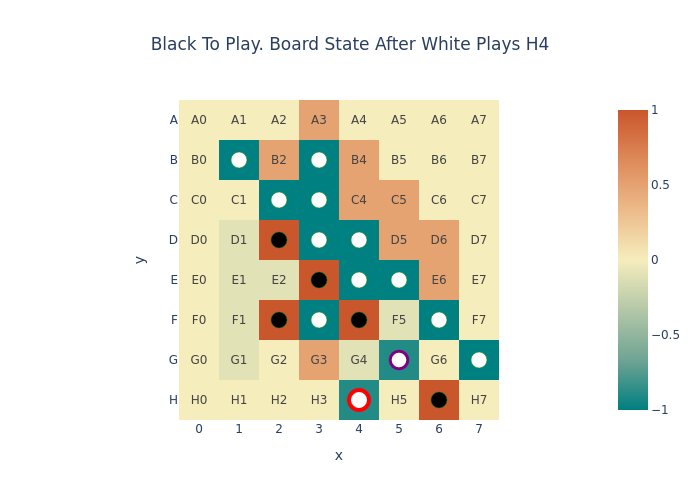 Black To Play. Board State After White Plays H4
A A0 A1 A2 A3 A4 A5 A6 A7
B B0 B2 B4 B5 B6 B7
C C0 C1 C4 C5 C6 C7
D D0 D1 D5 D6 D7
E E0 E1 E2 E6 E7
F F0 F1 F5 F7
G G0 G1 G2 G3 G4 G6
H H0 H1 H2 H3 H5 H7
0 1 2 3 4 5 6 7
x
y
1
0.5
0
−0.5
−1